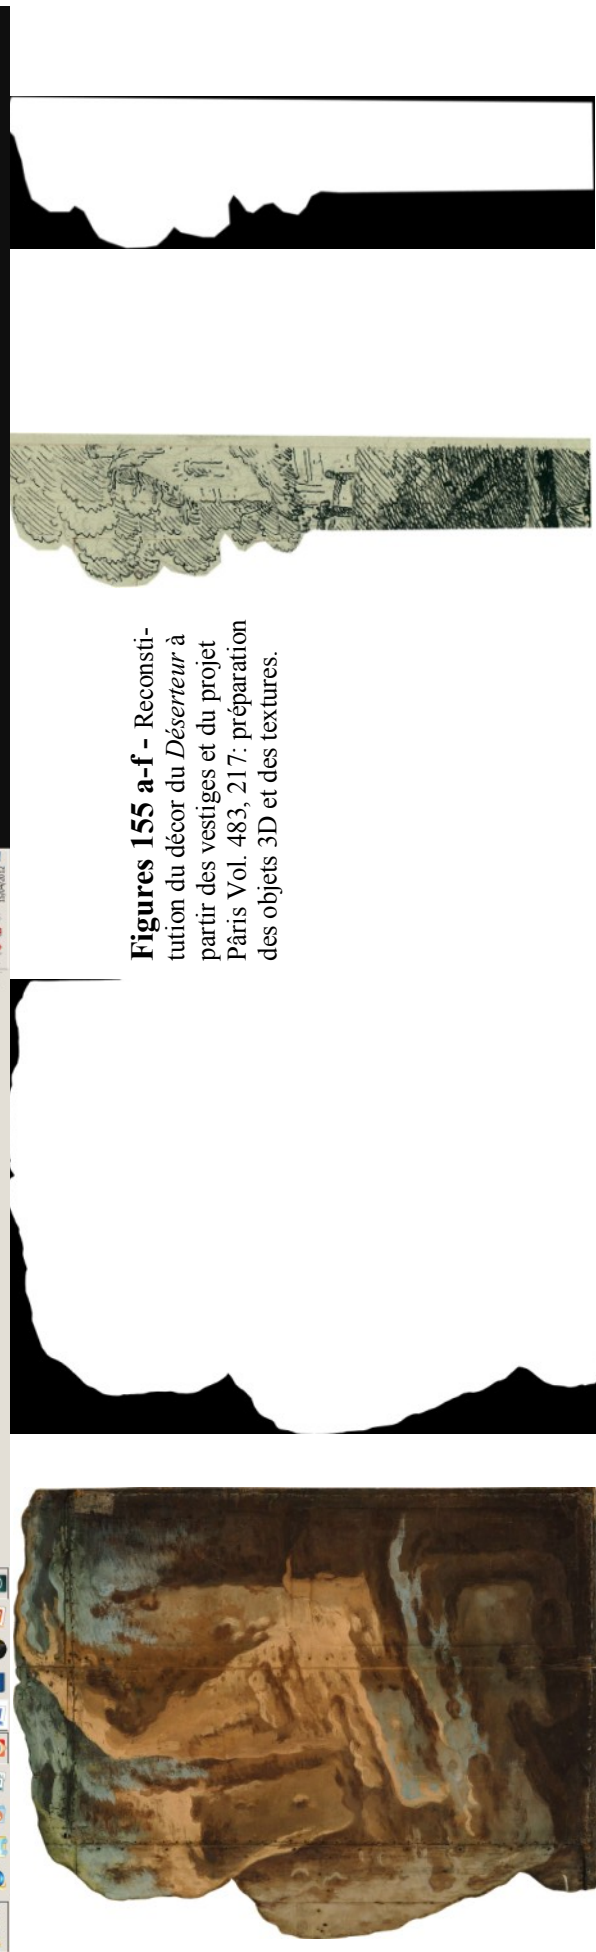 Figures 155 a-f - Reconsti-
tution du décor du Déserteur à
partir des vestiges et du projet
Pâris Vol. 483, 217: préparation
des objets 3D et des textures.